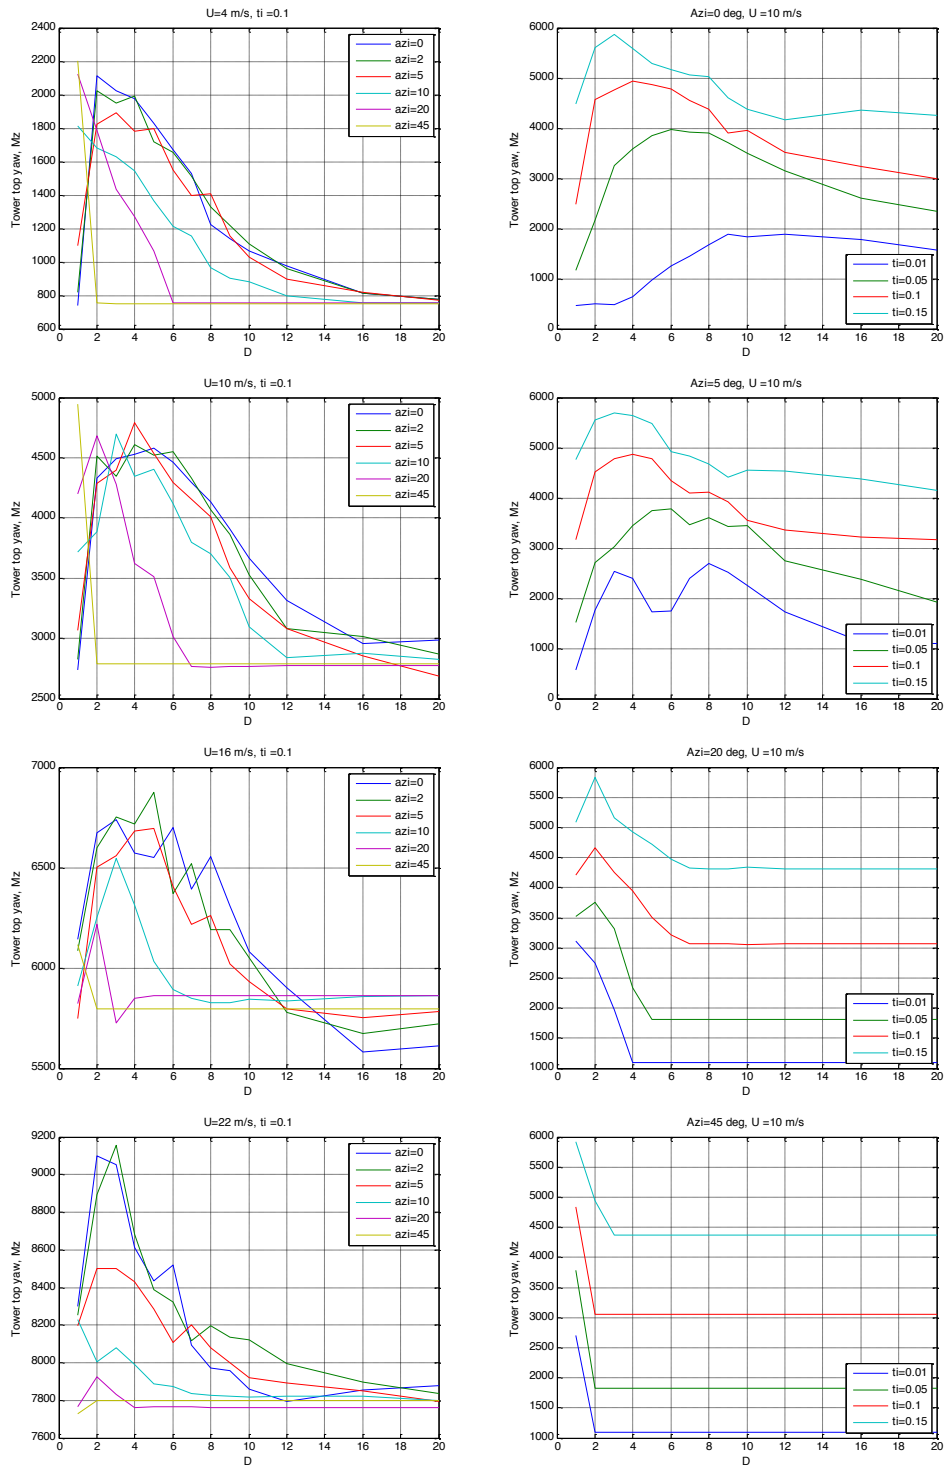 U=4 m/s, ti =0.1
2400
2200
2000
1800
1600
1400
1200
1000
800
600
Tower top yaw, Mz
0 2 4 6 8 10 12 14 16 18 20
D
azi=0
azi=2
azi=5
azi=10
azi=20
azi=45
Azi=0 deg, U =10 m/s
6000
5000
4000
3000
2000
1000
0
Tower top yaw, Mz
0 2 4 6 8 10 12 14 16 18 20
D
ti=0.01
ti=0.05
ti=0.1
ti=0.15
U=10 m/s, ti =0.1
5000
4500
4000
3500
3000
2500
Tower top yaw, Mz
0 2 4 6 8 10 12 14 16 18 20
D
azi=0
azi=2
azi=5
azi=10
azi=20
azi=45
Azi=5 deg, U =10 m/s
6000
5000
4000
3000
2000
1000
0
Tower top yaw, Mz
0 2 4 6 8 10 12 14 16 18 20
D
ti=0.01
ti=0.05
ti=0.1
ti=0.15
U=16 m/s, ti =0.1
7000
6500
6000
5500
Tower top yaw, Mz
0 2 4 6 8 10 12 14 16 18 20
D
azi=0
azi=2
azi=5
azi=10
azi=20
azi=45
Azi=20 deg, U =10 m/s
6000
5500
5000
4500
4000
3500
3000
2500
2000
1500
1000
Tower top yaw, Mz
0 2 4 6 8 10 12 14 16 18 20
D
ti=0.01
ti=0.05
ti=0.1
ti=0.15
U=22 m/s, ti =0.1
9200
9000
8800
8600
8400
8200
8000
7800
7600
Tower top yaw, Mz
0 2 4 6 8 10 12 14 16 18 20
D
azi=0
azi=2
azi=5
azi=10
azi=20
azi=45
Azi=45 deg, U =10 m/s
6000
5500
5000
4500
4000
3500
3000
2500
2000
1500
1000
Tower top yaw, Mz
0 2 4 6 8 10 12 14 16 18 20
D
ti=0.01
ti=0.05
ti=0.1
ti=0.15